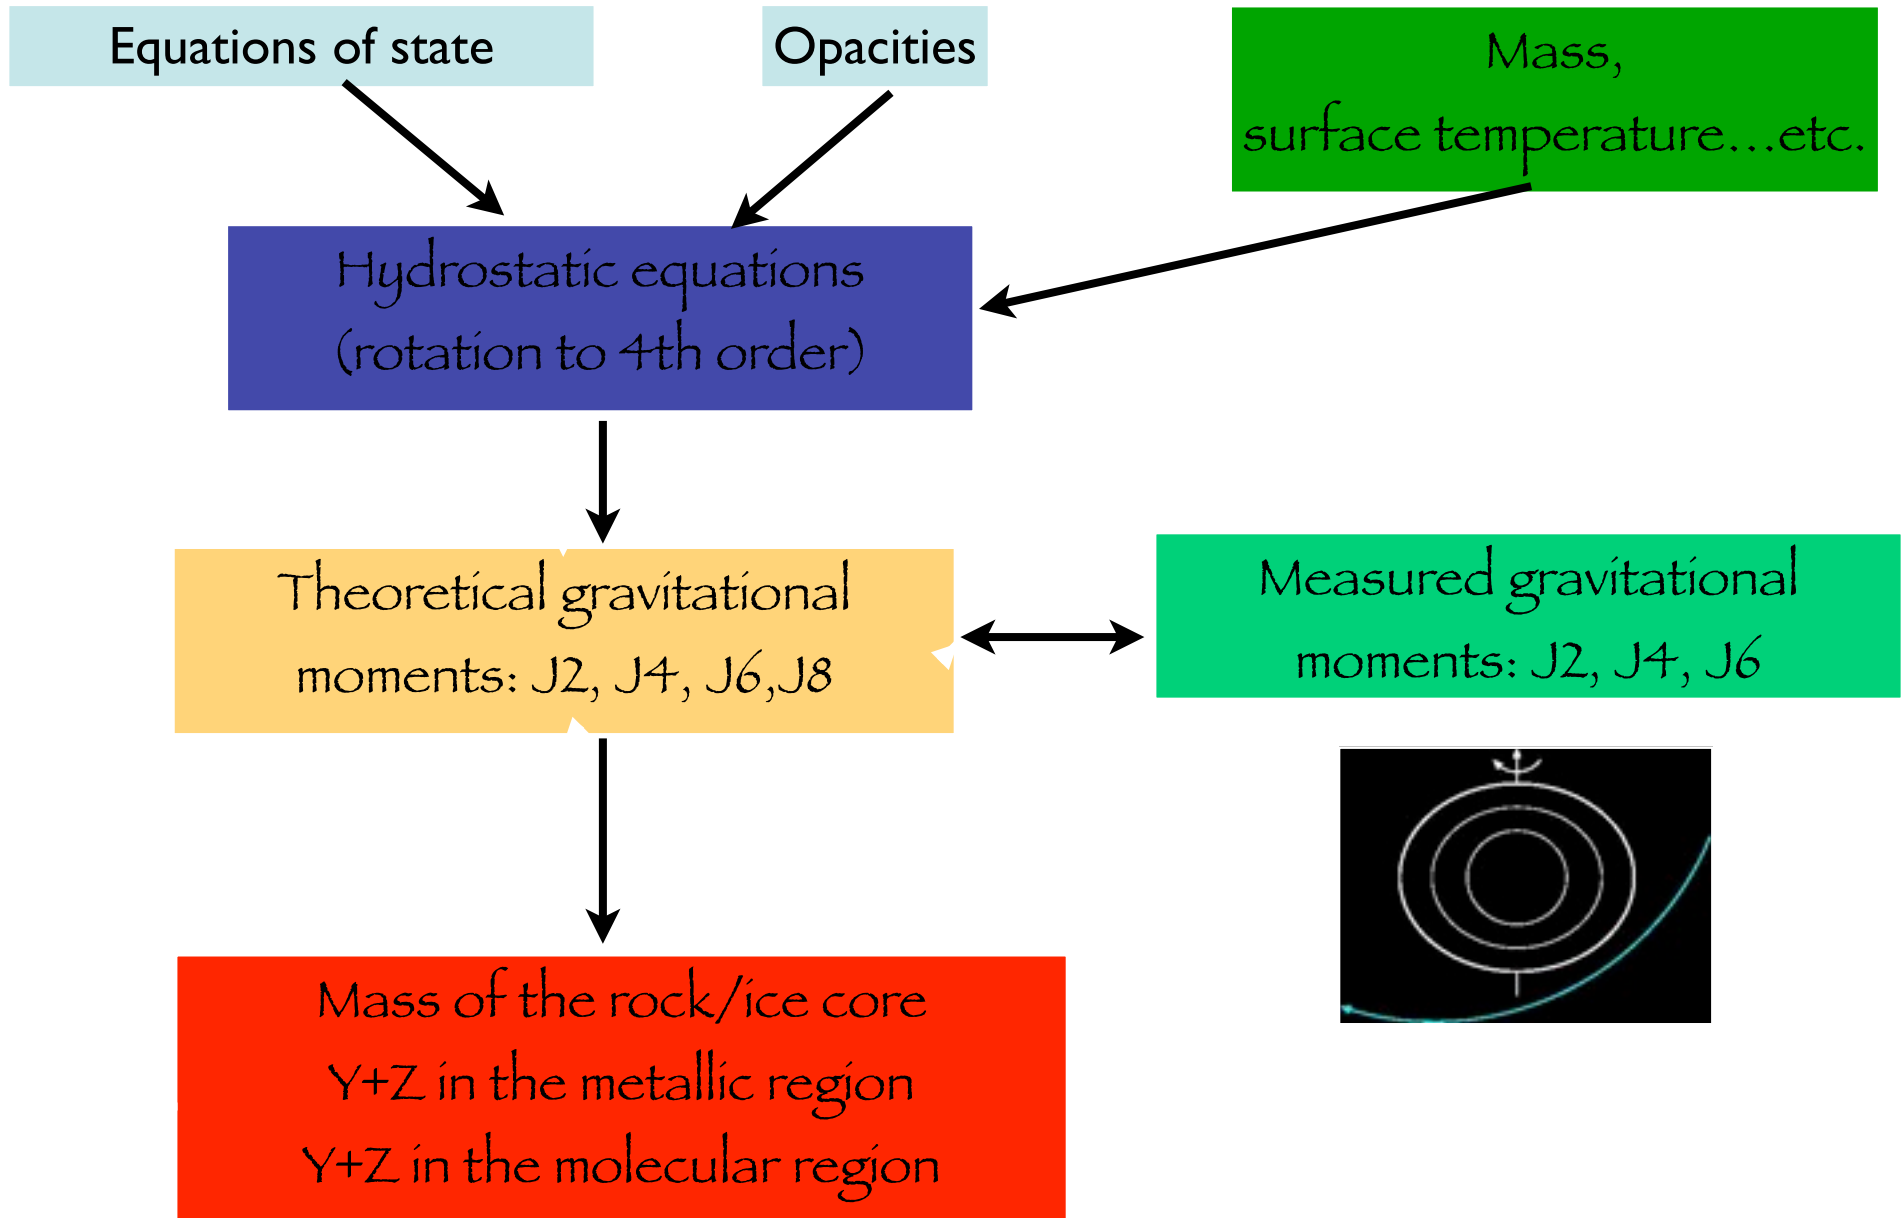 Equations of state
Opacities
Mass,
surface temperature...etc.
Hydrostatic equations
(rotation to 4th order)
Theoretical gravitational
moments: J2, J4, J6,J8
Measured gravitational
moments: J2, J4, J6
Mass of the rock/ice core
Y+Z in the metallic region
Y+Z in the molecular region